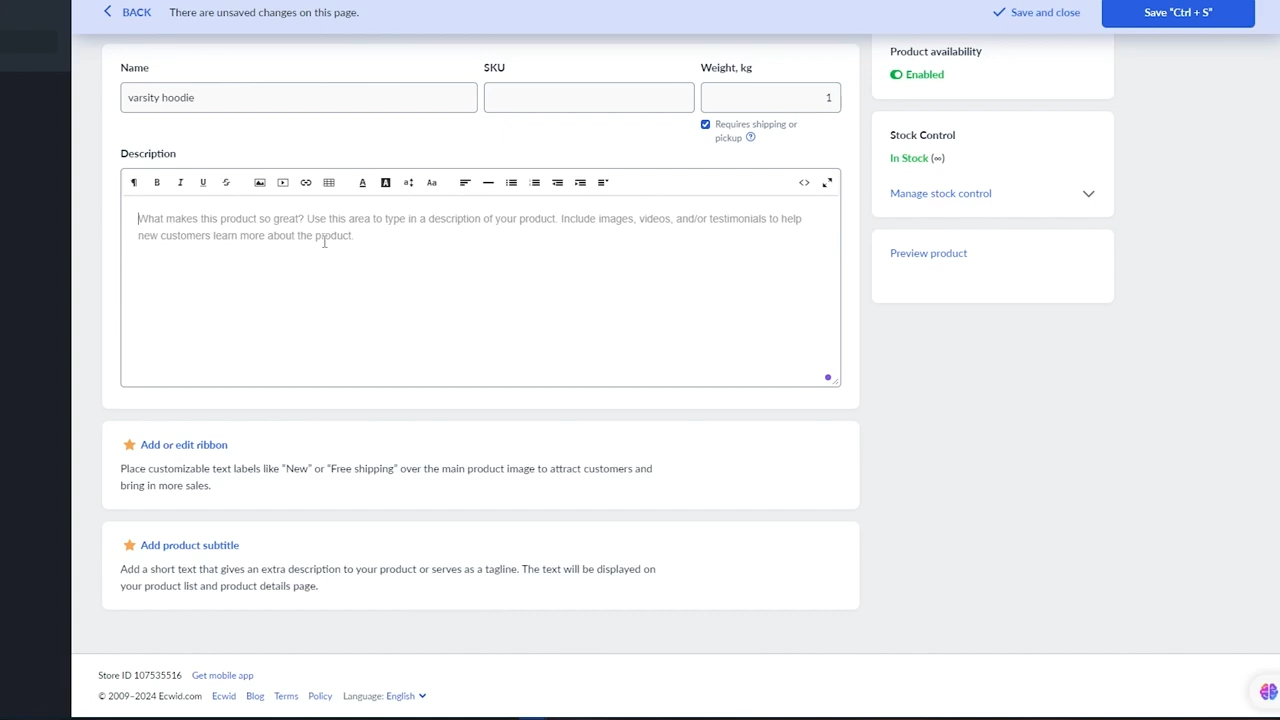 BACK There are unsaved changes on this page. Save and close Save "Ctrl + S"
Name SKU Weight, kg
varsity hoodie 1
Requires shipping or
pickup
Description
What makes this product so great? Use this area to type in a description of your product. Include images, videos, and/or testimonials to help
new customers learn more about the product.
Product availability
Enabled
Stock Control
In Stock (∞)
Manage stock control
Preview product
Add or edit ribbon
Place customizable text labels like “New” or “Free shipping” over the main product image to attract customers and
bring in more sales.
Add product subtitle
Add a short text that gives an extra description to your product or serves as a tagline. The text will be displayed on
your product list and product details page.
Store ID 107535516 Get mobile app
© 2009–2024 Ecwid.com Ecwid Blog Terms Policy Language: English